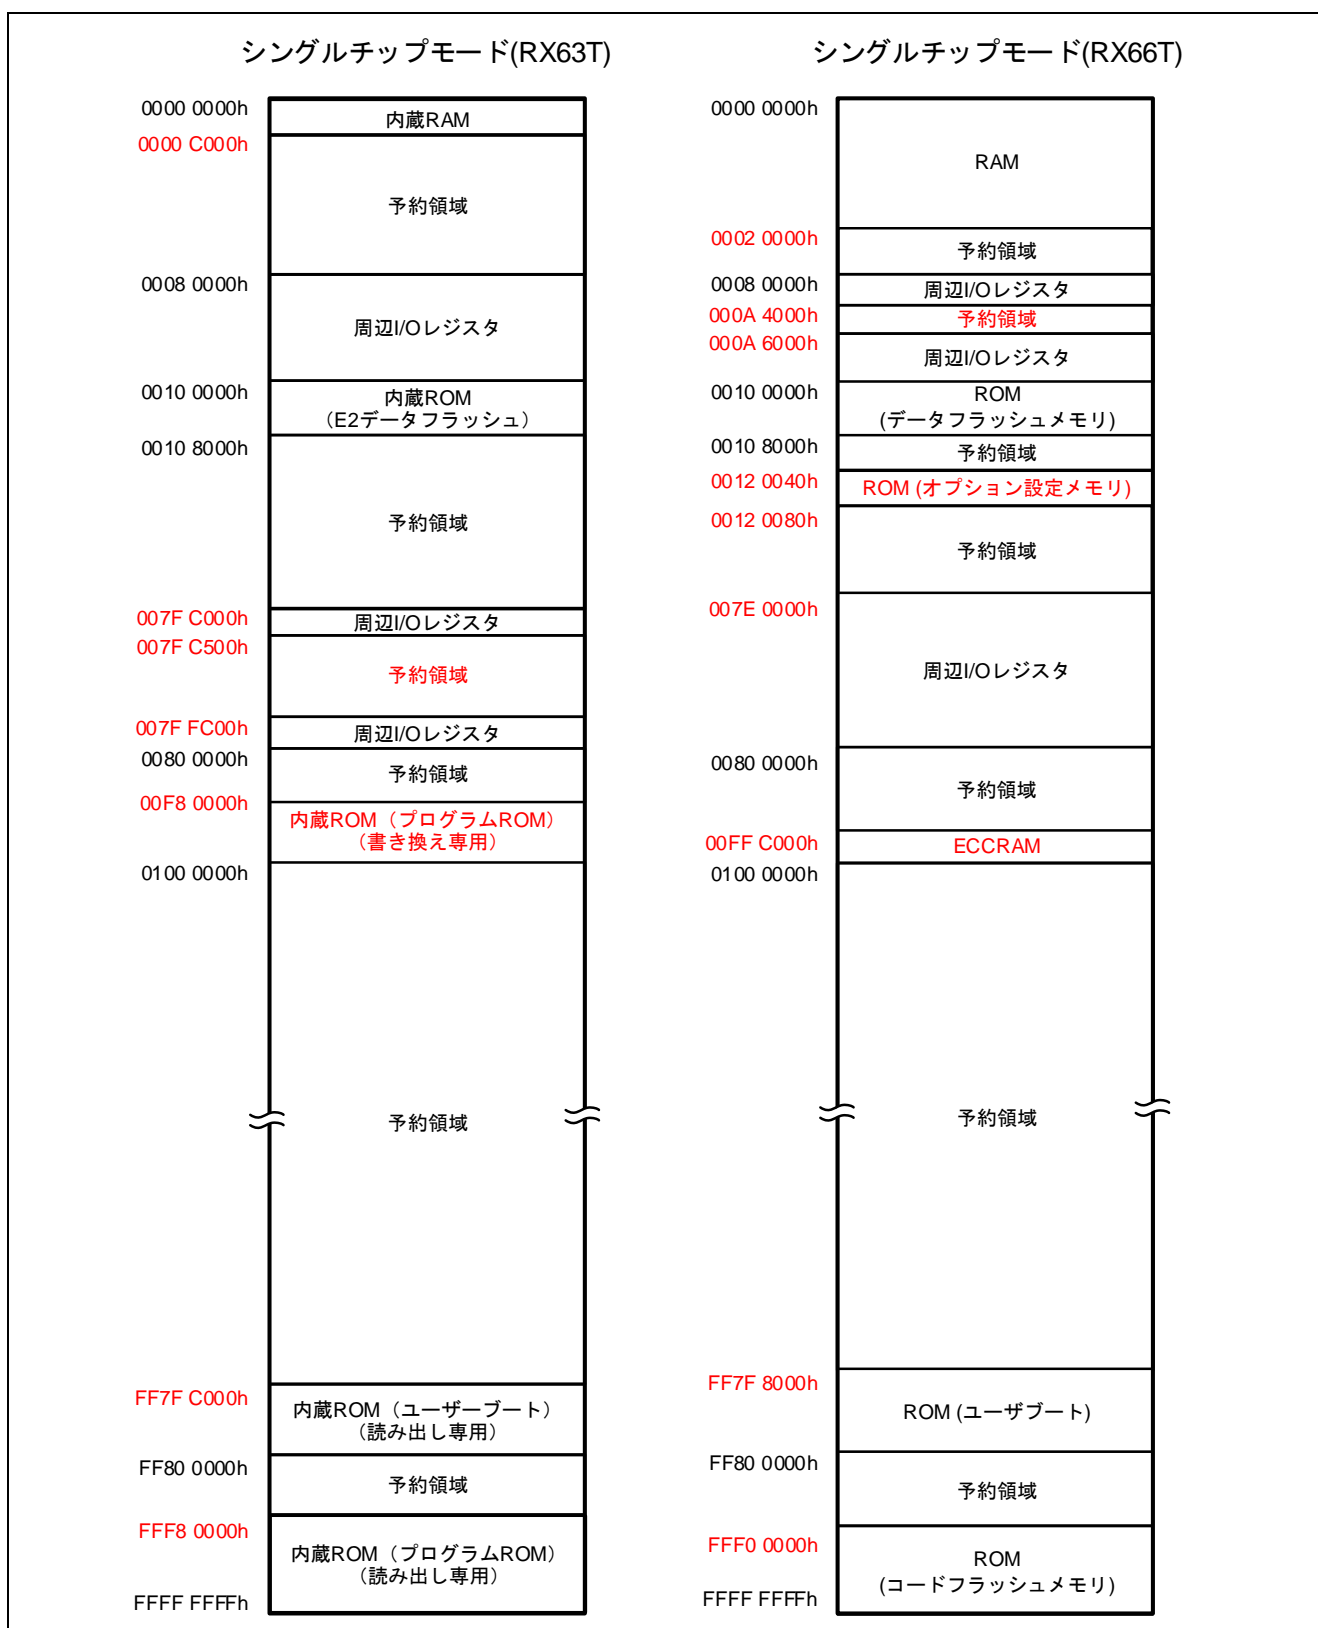 シングルチップモード(RX63T)
0000 0000h
内蔵RAM
0000 C000h
予約領域
0008 0000h
周辺I/Oレジスタ
0010 0000h
内蔵ROM
（E2データフラッシュ）
0010 8000h
予約領域
007F C000h
周辺I/Oレジスタ
007F C500h
予約領域
007F FC00h
周辺I/Oレジスタ
0080 0000h
予約領域
00F8 0000h
内蔵ROM（プログラムROM）
（書き換え専用）
0100 0000h
予約領域
FF7F C000h
内蔵ROM（ユーザーブート）
（読み出し専用）
FF80 0000h
予約領域
FFF8 0000h
内蔵ROM（プログラムROM）
（読み出し専用）
FFFF FFFFh
シングルチップモード(RX66T)
0000 0000h
RAM
0002 0000h
予約領域
0008 0000h
周辺I/Oレジスタ
000A 4000h
予約領域
000A 6000h
周辺I/Oレジスタ
0010 0000h
ROM
(データフラッシュメモリ)
0010 8000h
予約領域
0012 0040h
ROM (オプション設定メモリ)
0012 0080h
予約領域
007E 0000h
周辺I/Oレジスタ
0080 0000h
予約領域
00FF C000h
ECCRAM
0100 0000h
予約領域
FF7F 8000h
ROM (ユーザブート)
FF80 0000h
予約領域
FFF0 0000h
ROM
(コードフラッシュメモリ)
FFFF FFFFh